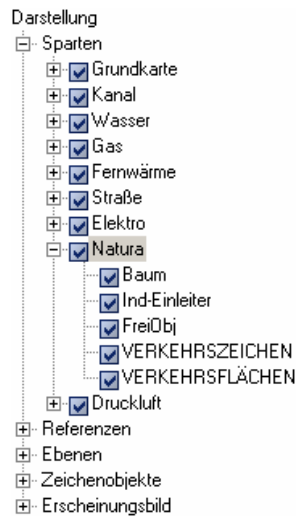 Darstellung
Sparten
Grundkarte
Kanal
Wasser
Gas
Fernwärme
Straße
Elektro
Natura
Baum
Ind-Einleiter
FreiObj
VERKEHRSZEICHEN
VERKEHRSFLÄCHEN
Druckluft
Referenzen
Ebenen
Zeichenobjekte
Erscheinungsbild